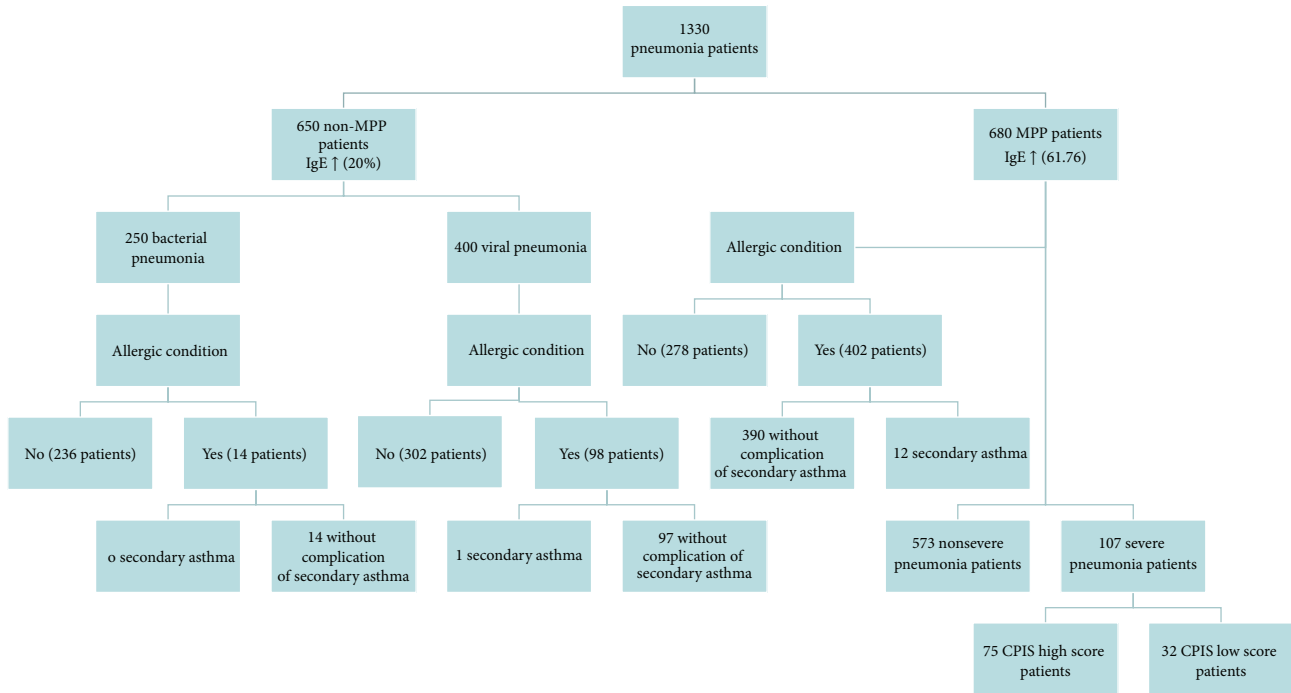 1330
pneumonia patients
650 non-MPP
patients
IgE ↑ (20%)
680 MPP patients
IgE ↑ (61.76)
250 bacterial
pneumonia
400 viral pneumonia
Allergic condition
Allergic condition
Allergic condition
No (278 patients)
Yes (402 patients)
No (236 patients)
Yes (14 patients)
No (302 patients)
Yes (98 patients)
390 without
complication
of secondary asthma
12 secondary asthma
o secondary asthma
14 without
complication
of secondary asthma
1 secondary asthma
97 without
complication of
secondary asthma
573 nonsevere
pneumonia patients
107 severe
pneumonia patients
75 CPIS high score
patients
32 CPIS low score
patients